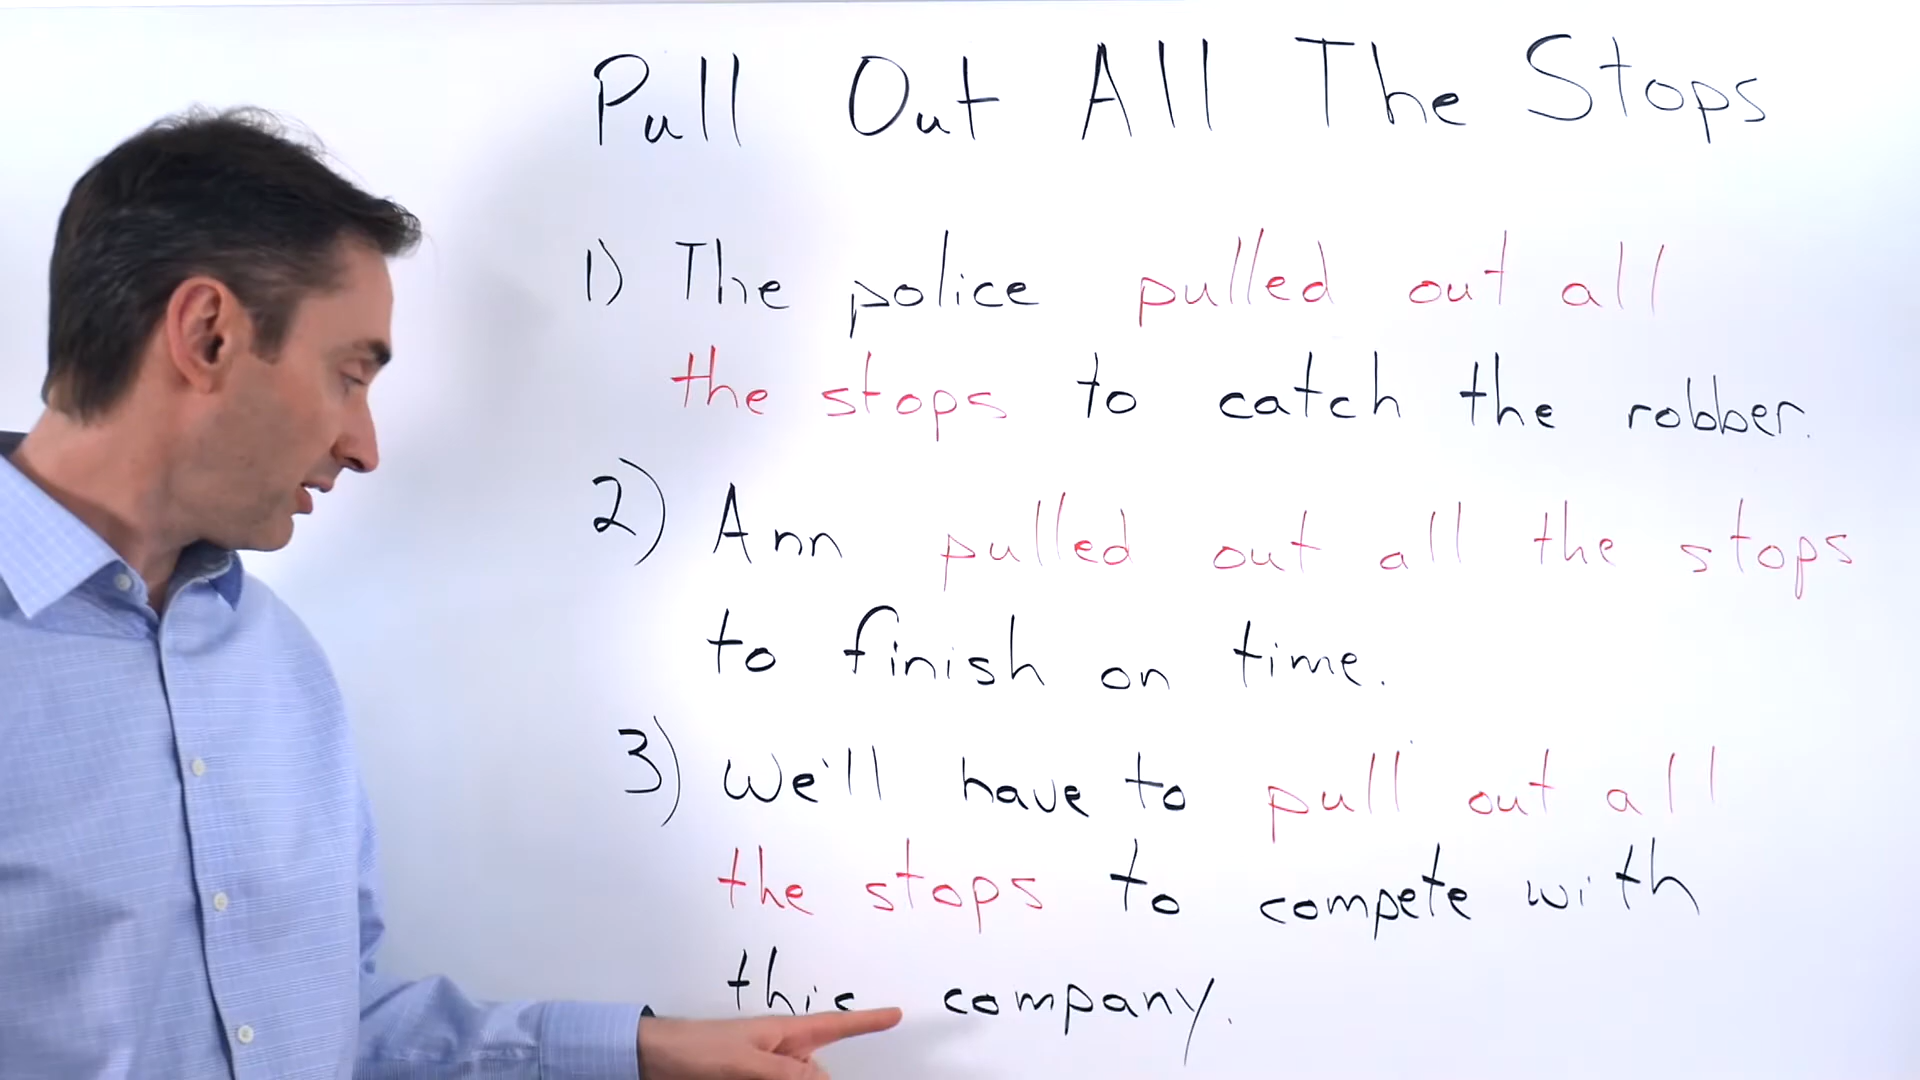 Pull Out All The Stops
1) The police pulled out all
the stops to catch the robber.
2) Ann pulled out all the stops
to finish on time.
3) We'll have to pull out all
the stops to compete with
this company.